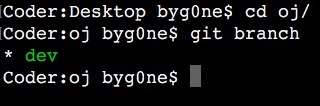 [Coder:Desktop byg0ne$ cd oj/
[Coder:oj byg0ne$ git branch
* dev
Coder:oj byg0ne$